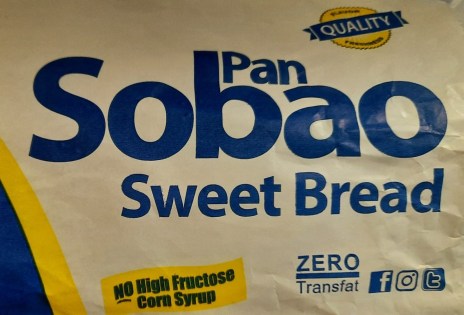 QUALITY
Pan
Sobao
Sweet Bread
ZERO
Transfat
NO High Fructose
Corn Syrup